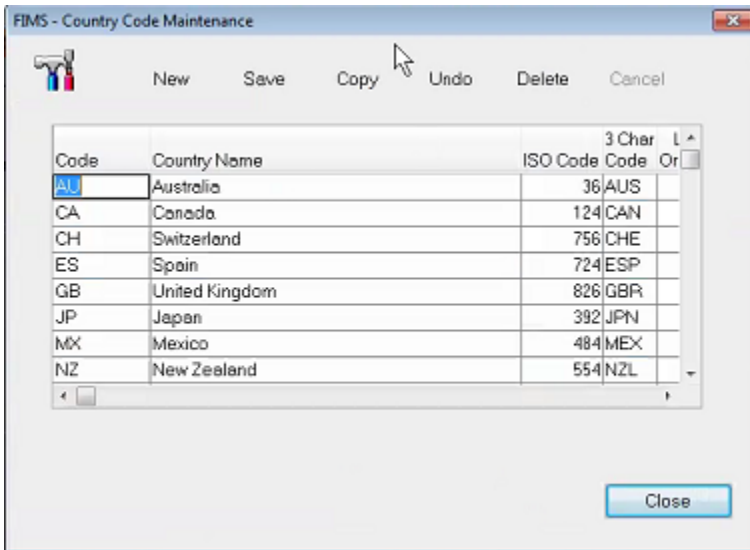 FIMS - Country Code Maintenance
New Save Copy Undo Delete Cancel
3 Char L
Code Country Name ISO Code Code Or
AU Australia 36 AUS
CA Canada 124 CAN
CH Switzerland 756 CHE
ES Spain 724 ESP
GB United Kingdom 826 GBR
JP Japan 392 JPN
MX Mexico 484 MEX
NZ New Zealand 554 NZL
Close